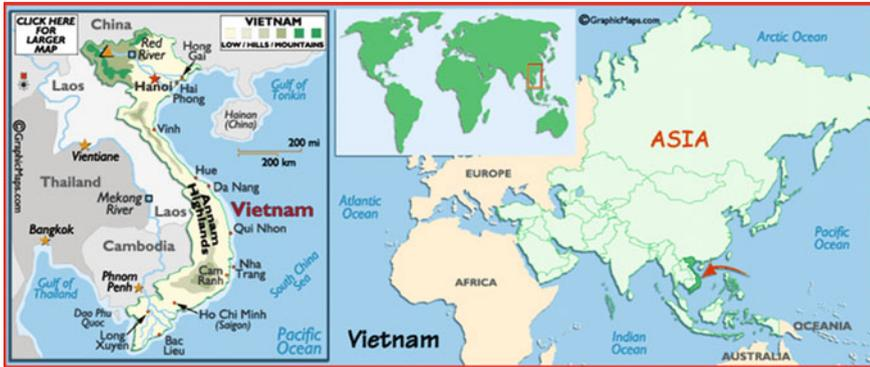 CLICK HERE
FOR
LARGER
MAP
China
VIETNAM
LOW / HILLS / MOUNTAINS
Red
River
Hong
Gai
Hanoi
Hai
Phong
Laos
Gulf of
Tonkin
Hainan
(China)
©GraphicMaps.com
Vinh
200 mi
200 km
Vientiane
Hue
Da Nang
Thailand
Mekong
River
Laos
Annam
Highlands
Vietnam
Qui Nhon
Bangkok
Cambodia
Nha
Trang
Cam
Ranh
South China
Sea
Phnom
Penh
Gulf of
Thailand
Dao Phu
Quoc
Ho Chi Minh
(Saigon)
Long
Xuyen
Bac
Lieu
Pacific
Ocean
©GraphicMaps.com
Arctic Ocean
ASIA
EUROPE
Atlantic
Ocean
Pacific
Ocean
AFRICA
Indian
Ocean
OCEANIA
AUSTRALIA
Vietnam